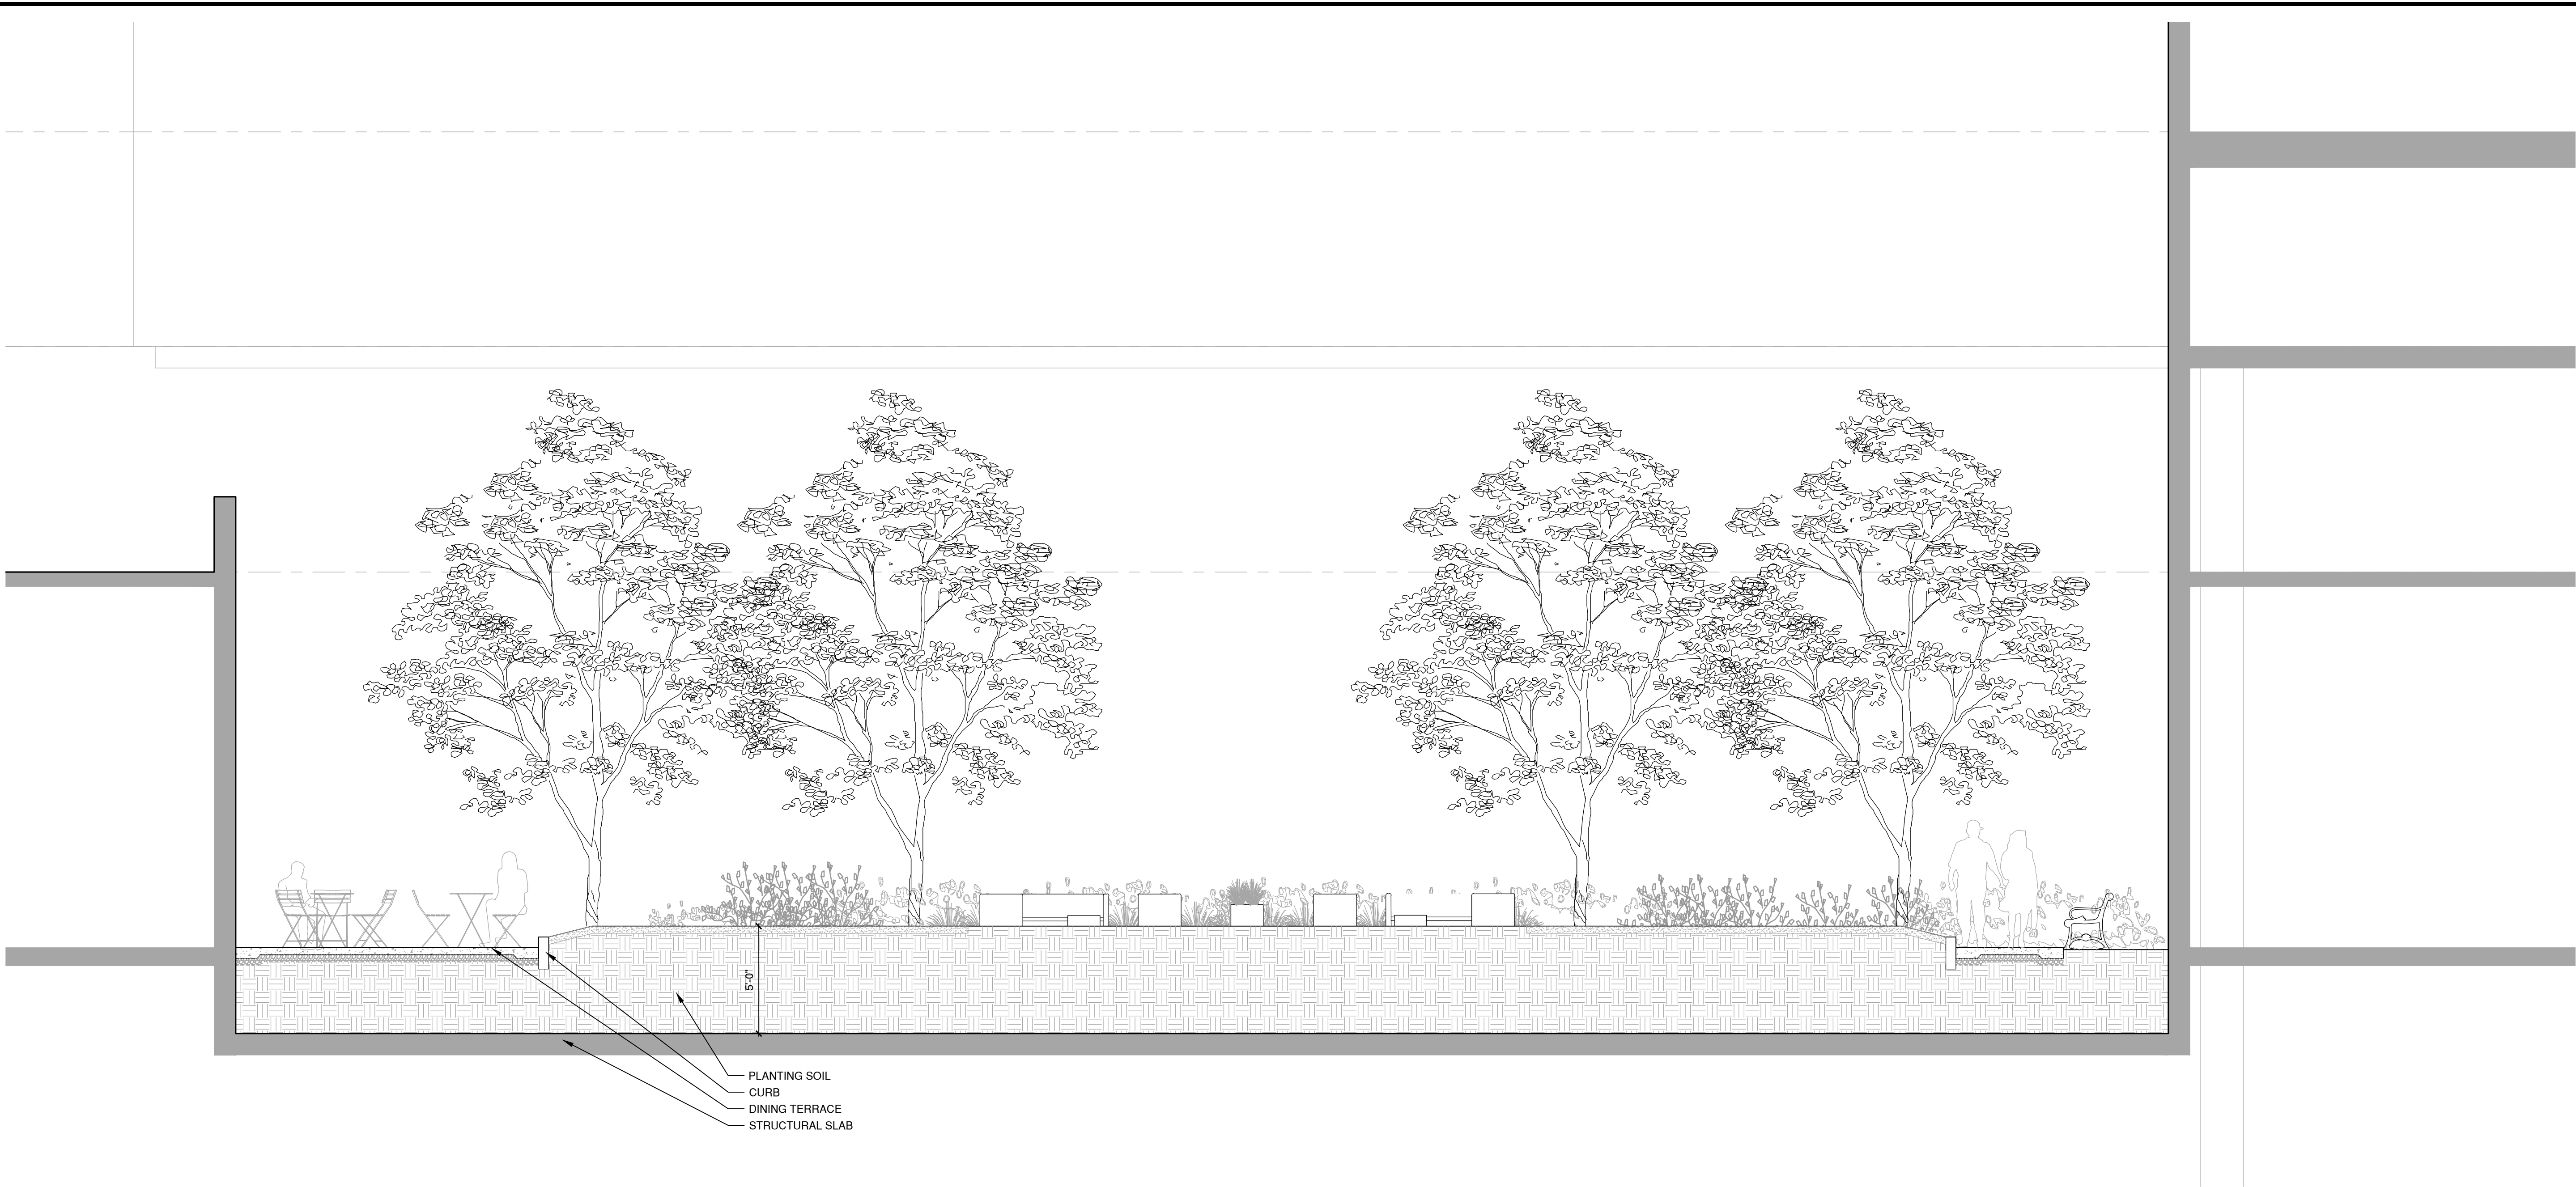 5'-0"
PLANTING SOIL
CURB
DINING TERRACE
STRUCTURAL SLAB